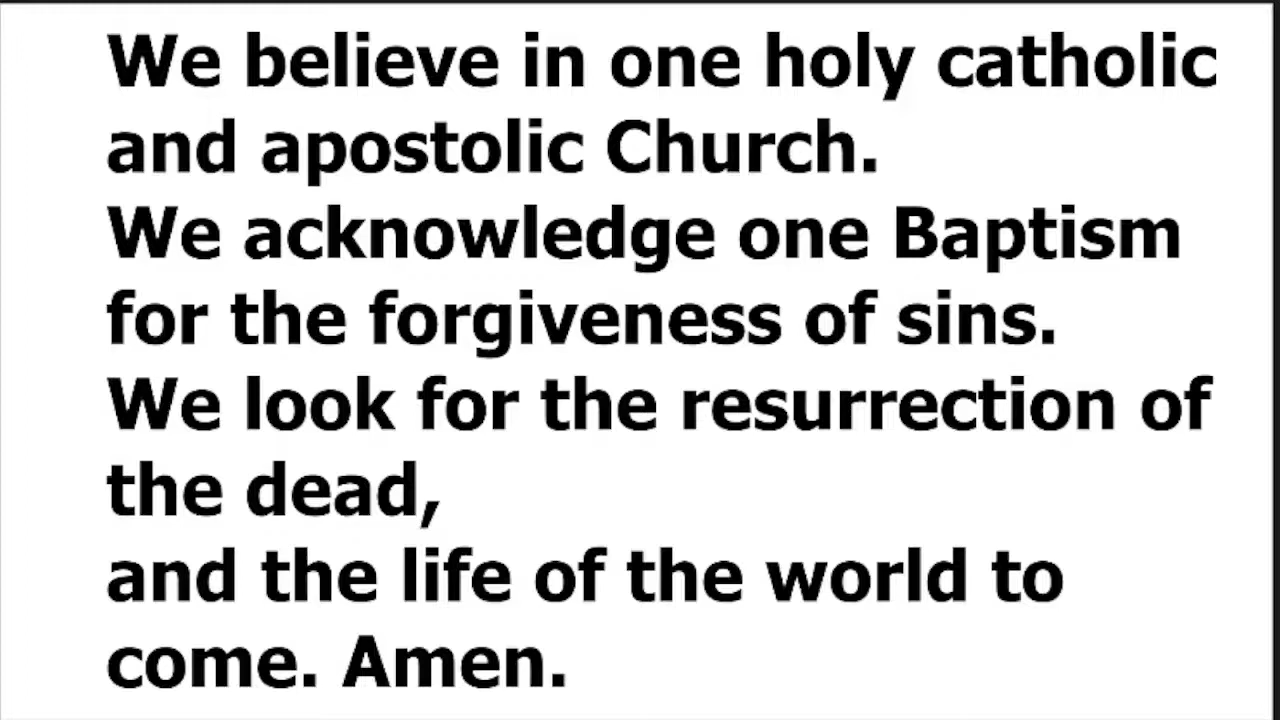 We believe in one holy catholic
and apostolic Church.
We acknowledge one Baptism
for the forgiveness of sins.
We look for the resurrection of
the dead,
and the life of the world to
come. Amen.